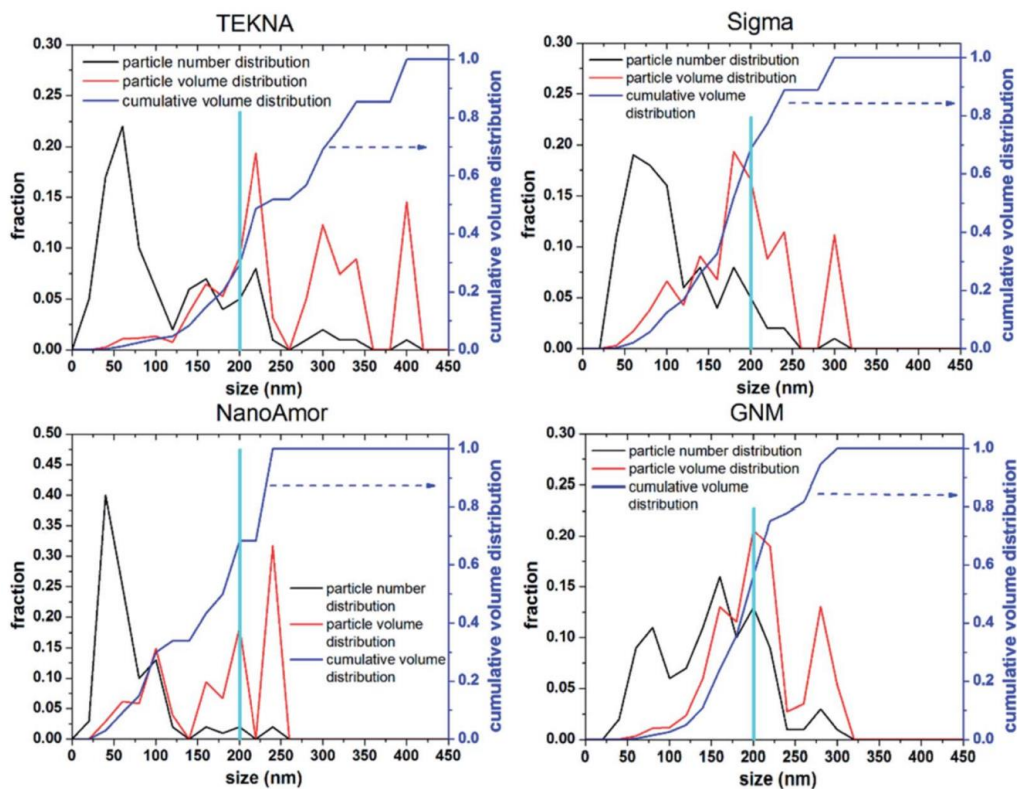 TEKNA
particle number distribution
particle volume distribution
cumulative volume distribution
0.30
0.25
0.20
0.15
0.10
0.05
0.00
fraction
0 50 100 150 200 250 300 350 400 450
size (nm)
1.0
0.8
0.6
0.4
0.2
0.0
cumulative volume distribution
Sigma
particle number distribution
particle volume distribution
cumulative volume
distribution
0.30
0.25
0.20
0.15
0.10
0.05
0.00
fraction
0 50 100 150 200 250 300 350 400 450
size (nm)
1.0
0.8
0.6
0.4
0.2
0.0
cumulative volume distribution
NanoAmor
particle number
distribution
particle volume
distribution
cumulative volume
distribution
0.50
0.45
0.40
0.35
0.30
0.25
0.20
0.15
0.10
0.05
0.00
fraction
0 50 100 150 200 250 300 350 400 450
size (nm)
1.0
0.8
0.6
0.4
0.2
0.0
cumulative volume distribution
GNM
particle number distribution
particle volume distribution
cumulative volume
distribution
0.30
0.25
0.20
0.15
0.10
0.05
0.00
fraction
0 50 100 150 200 250 300 350 400 450
size (nm)
1.0
0.8
0.6
0.4
0.2
0.0
cumulative volume distribution